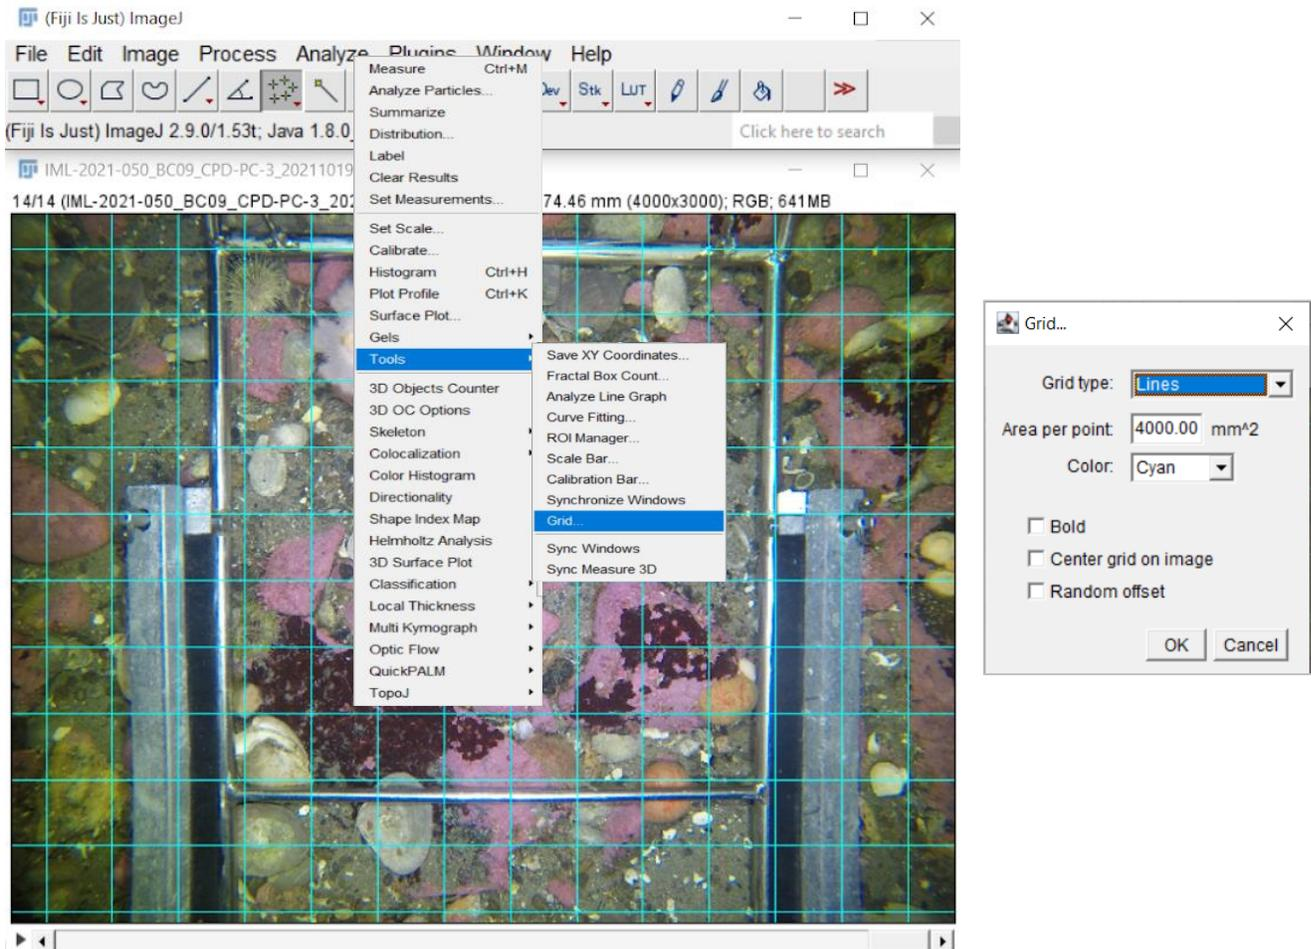 (Fiji Is Just) ImageJ
File Edit Image Process Analyze Plugins Window Help
Dev Stk LUT
(Fiji Is Just) ImageJ 2.9.0/1.53t; Java 1.8.0_
Click here to search
IML-2021-050_BC09_CPD-PC-3_20211019
14/14 (IML-2021-050_BC09_CPD-PC-3_202
74.46 mm (4000x3000); RGB; 641MB
Measure Ctrl+M
Analyze Particles...
Summarize
Distribution...
Label
Clear Results
Set Measurements...
Set Scale...
Calibrate...
Histogram Ctrl+H
Plot Profile Ctrl+K
Surface Plot...
Gels
Tools
3D Objects Counter
3D OC Options
Skeleton
Colocalization
Color Histogram
Directionality
Shape Index Map
Helmholtz Analysis
3D Surface Plot
Classification
Local Thickness
Multi Kymograph
Optic Flow
QuickPALM
TopoJ
Save XY Coordinates...
Fractal Box Count...
Analyze Line Graph
Curve Fitting...
ROI Manager...
Scale Bar...
Calibration Bar...
Synchronize Windows
Grid...
Sync Windows
Sync Measure 3D
Grid...
Grid type: Lines
Area per point: 4000.00 mm^2
Color: Cyan
Bold
Center grid on image
Random offset
OK Cancel